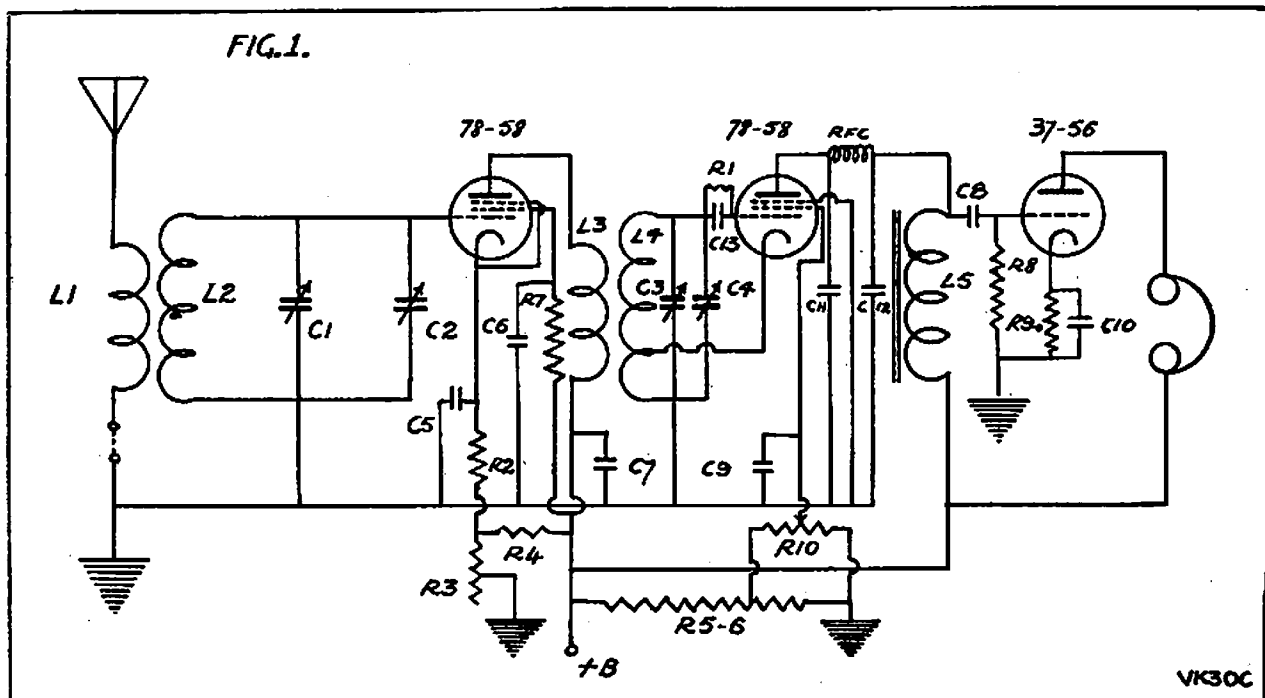 FIG.1.
78-58
78-58
RFC
37-56
R1
C8
L3
L4
C13
L1
L2
C1
C2
C6
R7
C3
C4
C11
C12
L5
R8
R9
C10
C5
R2
C7
C9
R4
R10
R3
R5-6
+B
VK3OC